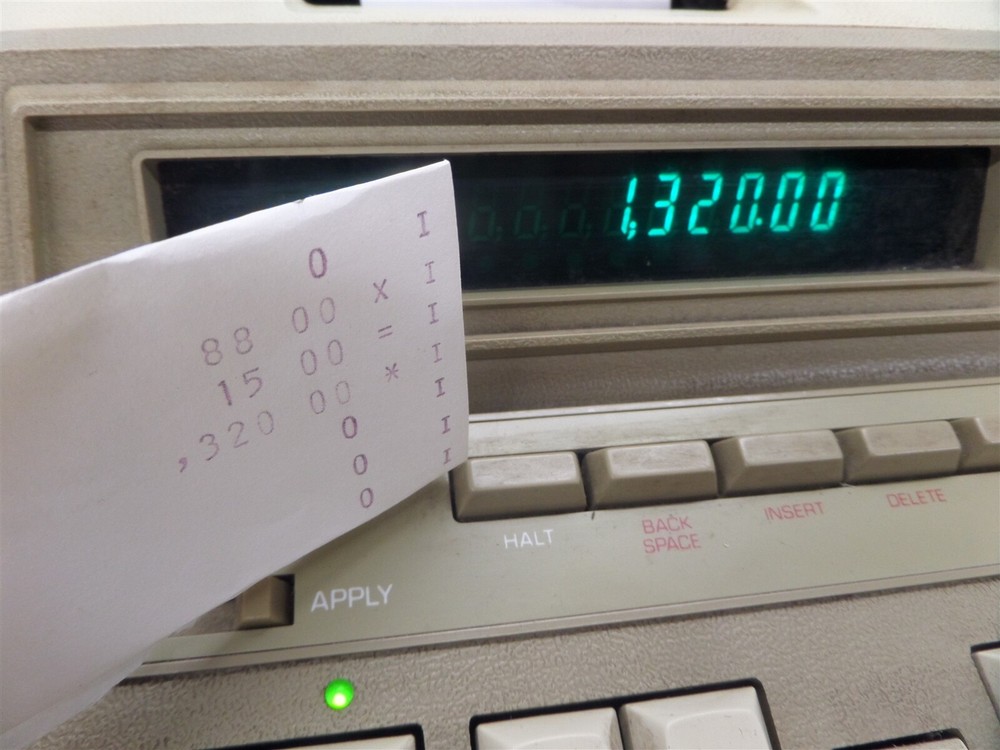 1,320.00
0 I
88 00 X I
15 00 = I
,320 00 * I
0 I
0 I
0 I
HALT
BACK SPACE
INSERT
DELETE
APPLY